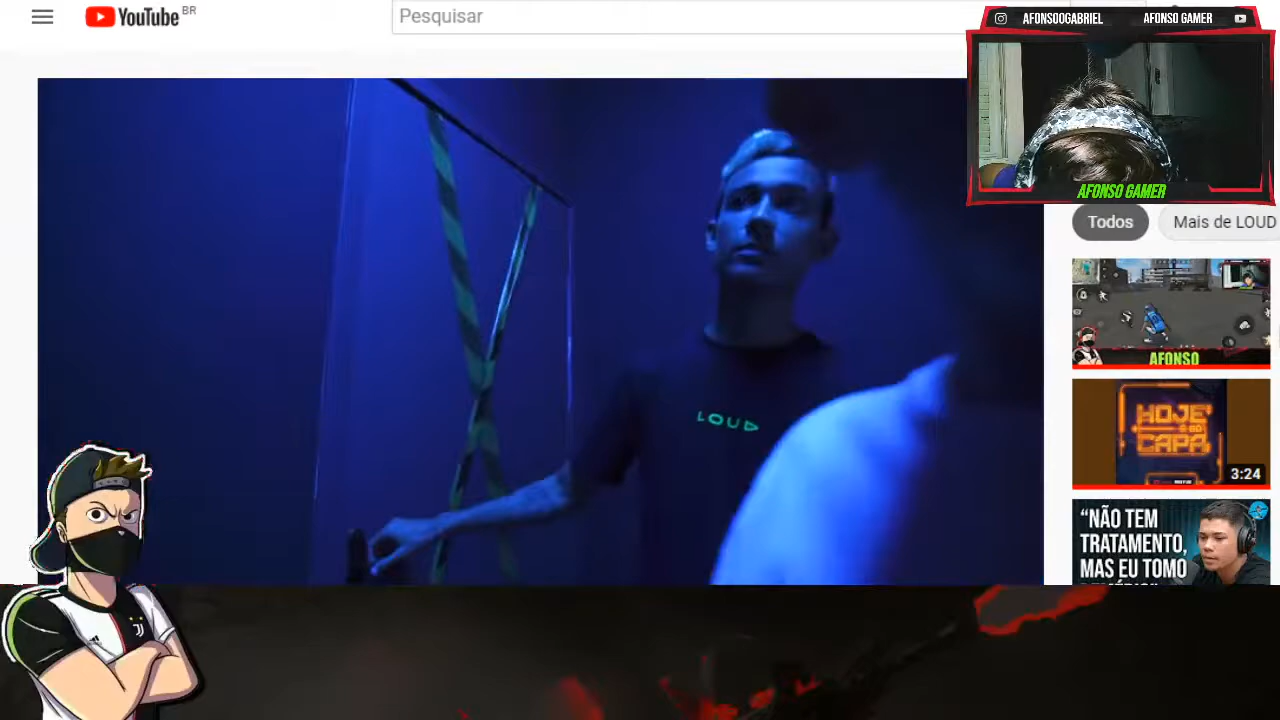 YouTube BR
Pesquisar
AFONSOOGABRIEL
AFONSO GAMER
AFONSO GAMER
Todos
Mais de LOUD
LOUD
AFONSO
HOJE
CAPA
3:24
"NÃO TEM
TRATAMENTO,
MAS EU TOMO